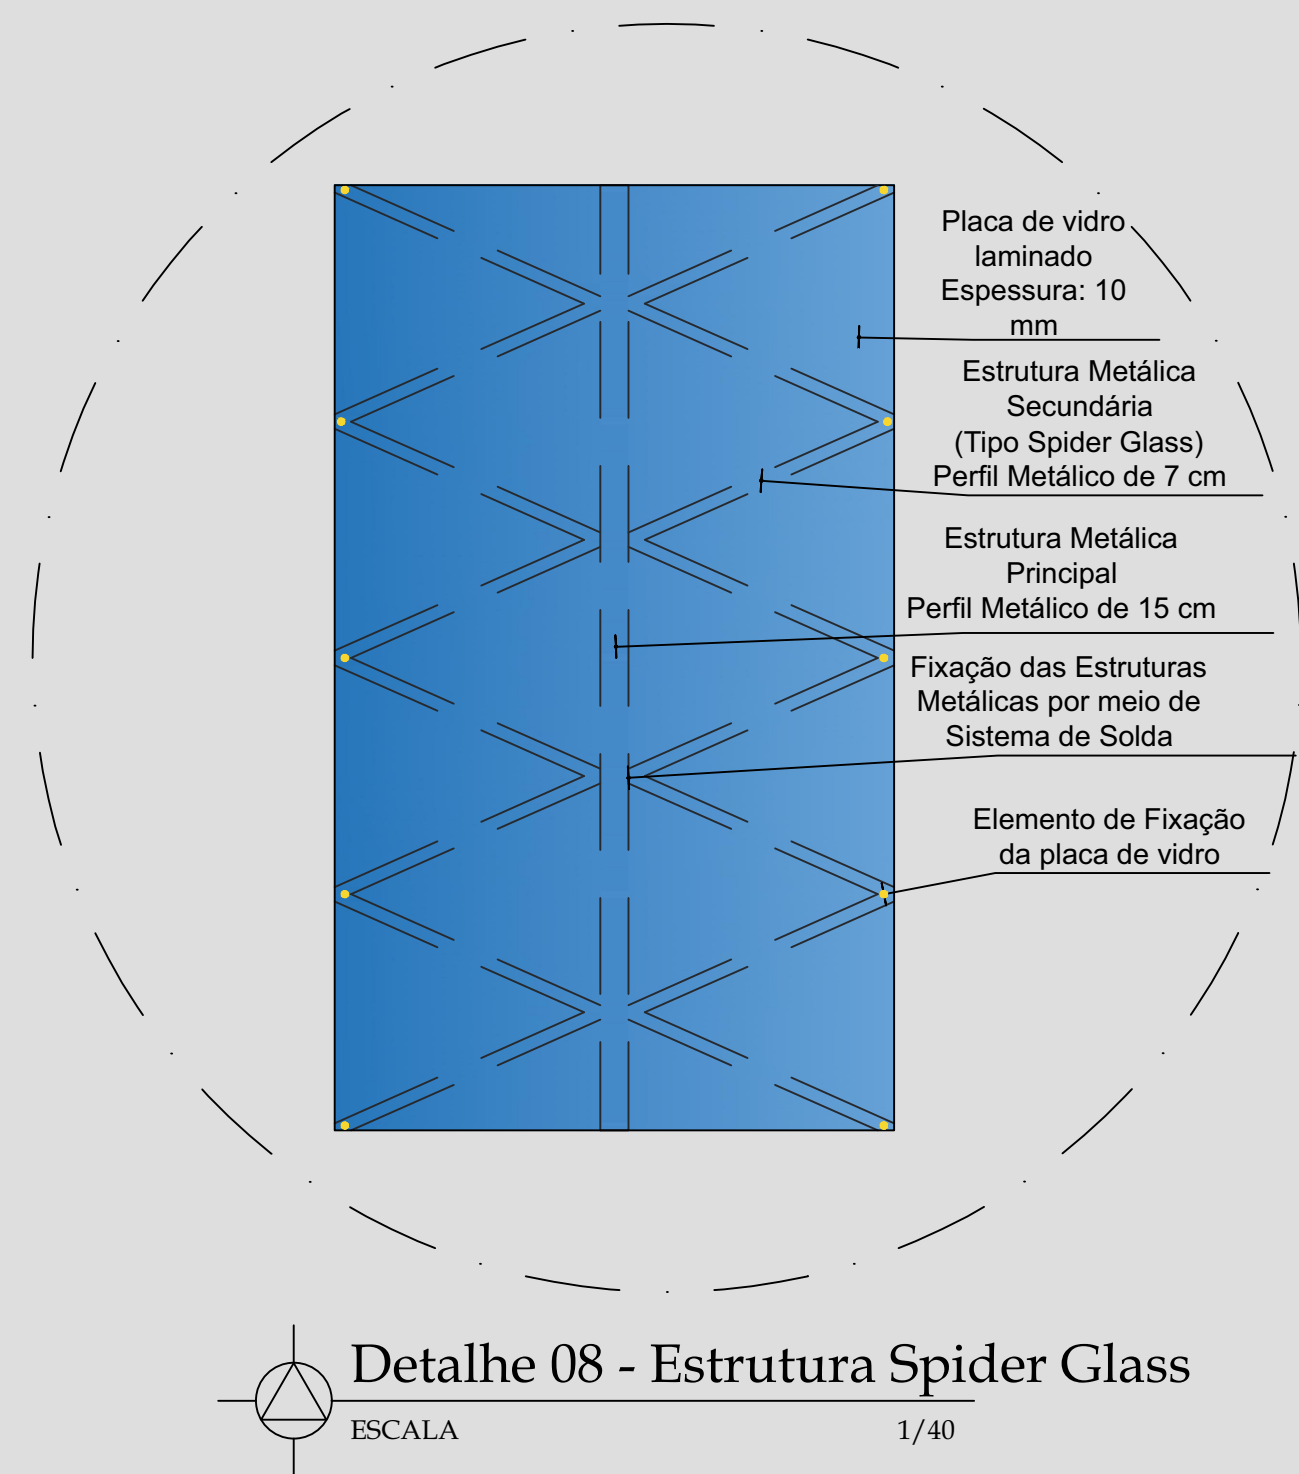 Placa de vidro
laminado
Espessura: 10
mm
Estrutura Metálica
Secundária
(Tipo Spider Glass)
Perfil Metálico de 7 cm
Estrutura Metálica
Principal
Perfil Metálico de 15 cm
Fixação das Estruturas
Metálicas por meio de
Sistema de Solda
Elemento de Fixação
da placa de vidro
Detalhe 08 - Estrutura Spider Glass
ESCALA 1/40